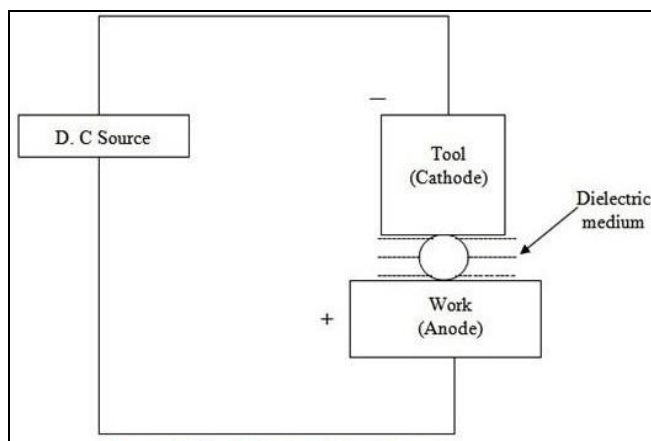 —
D. C Source
Tool
(Cathode)
Dielectric
medium
+
Work
(Anode)